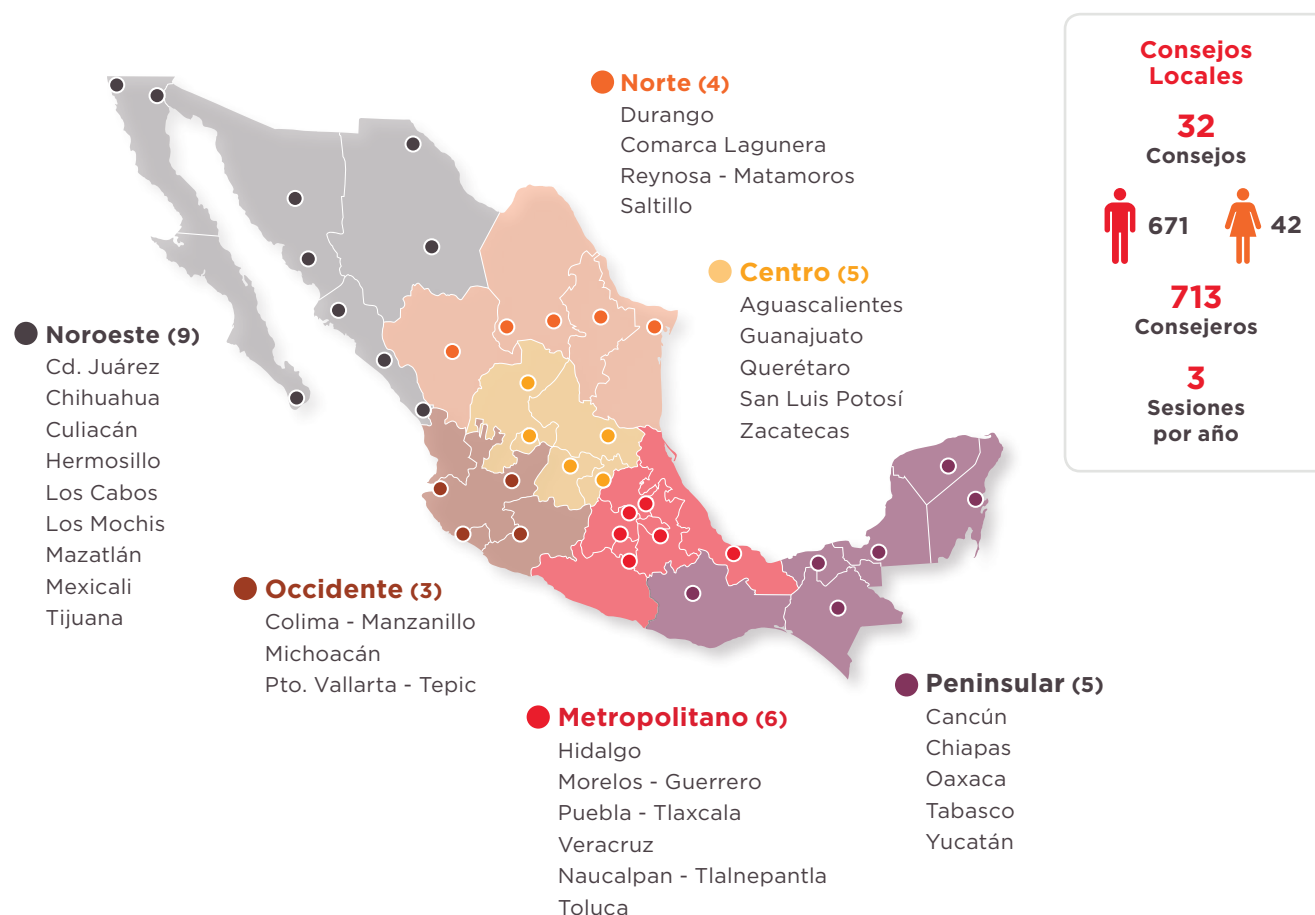 Norte (4)
Durango
Comarca Lagunera
Reynosa - Matamoros
Saltillo
Centro (5)
Aguascalientes
Guanajuato
Querétaro
San Luis Potosí
Zacatecas
Noroeste (9)
Cd. Juárez
Chihuahua
Culiacán
Hermosillo
Los Cabos
Los Mochis
Mazatlán
Mexicali
Tijuana
Occidente (3)
Colima - Manzanillo
Michoacán
Pto. Vallarta - Tepic
Metropolitano (6)
Hidalgo
Morelos - Guerrero
Puebla - Tlaxcala
Veracruz
Naucalpan - Tlalnepantla
Toluca
Peninsular (5)
Cancún
Chiapas
Oaxaca
Tabasco
Yucatán
Consejos
Locales
32
Consejos
671 42
713
Consejeros
3
Sesiones
por año